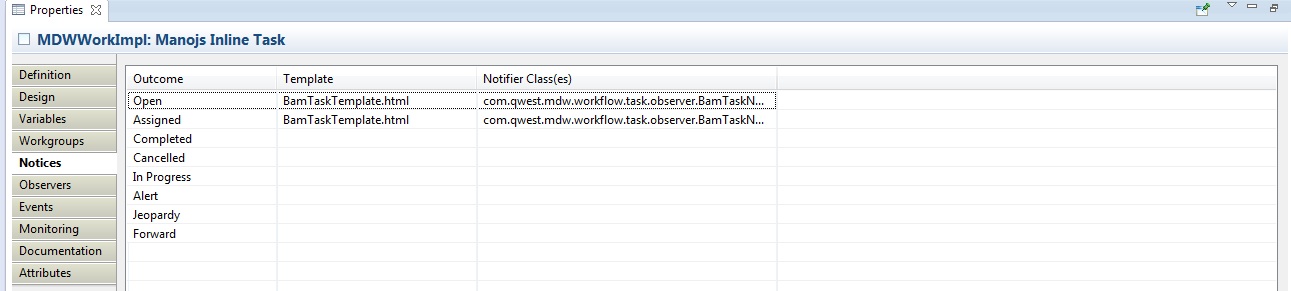 Properties
MDWWorkImpl: Manojs Inline Task
Definition
Design
Variables
Workgroups
Notices
Observers
Events
Monitoring
Documentation
Attributes
Outcome Template Notifier Class(es)
Open BamTaskTemplate.html com.qwest.mdw.workflow.task.observer.BamTaskN...
Assigned BamTaskTemplate.html com.qwest.mdw.workflow.task.observer.BamTaskN...
Completed
Cancelled
In Progress
Alert
Jeopardy
Forward